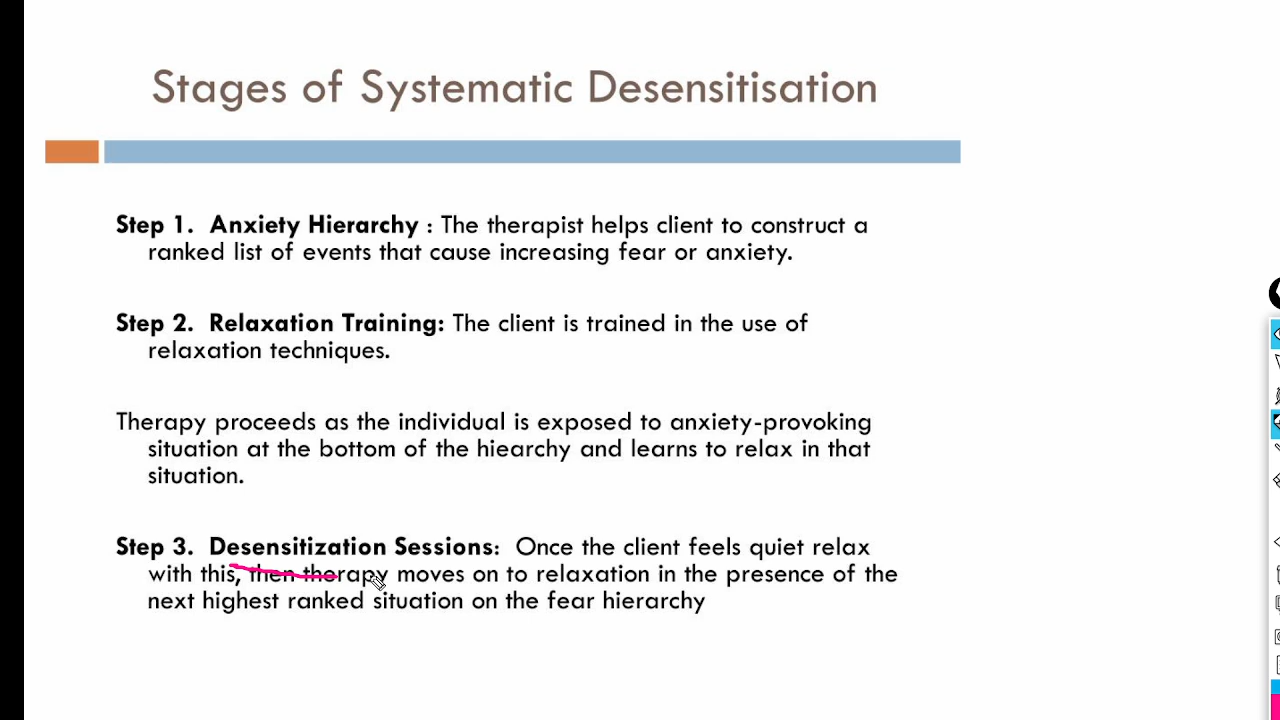 Stages of Systematic Desensitisation
Step 1. Anxiety Hierarchy : The therapist helps client to construct a
ranked list of events that cause increasing fear or anxiety.
Step 2. Relaxation Training: The client is trained in the use of
relaxation techniques.
Therapy proceeds as the individual is exposed to anxiety-provoking
situation at the bottom of the hiearchy and learns to relax in that
situation.
Step 3. Desensitization Sessions: Once the client feels quiet relax
with this, then therapy moves on to relaxation in the presence of the
next highest ranked situation on the fear hierarchy